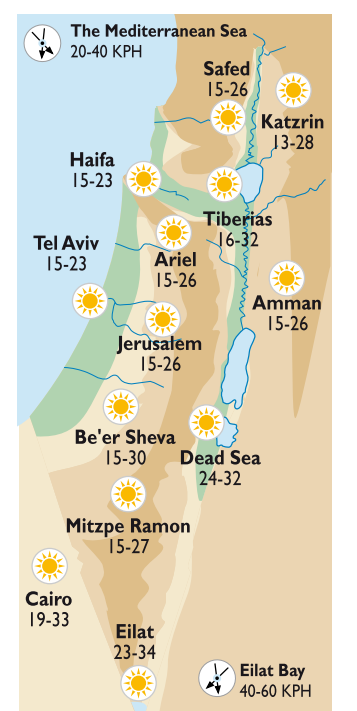 The Mediterranean Sea
20-40 KPH
Safed
15-26
Katzrin
13-28
Haifa
15-23
Tiberias
16-32
Tel Aviv
15-23
Ariel
15-26
Amman
15-26
Jerusalem
15-26
Be'er Sheva
15-30
Dead Sea
24-32
Mitzpe Ramon
15-27
Cairo
19-33
Eilat
23-34
Eilat Bay
40-60 KPH